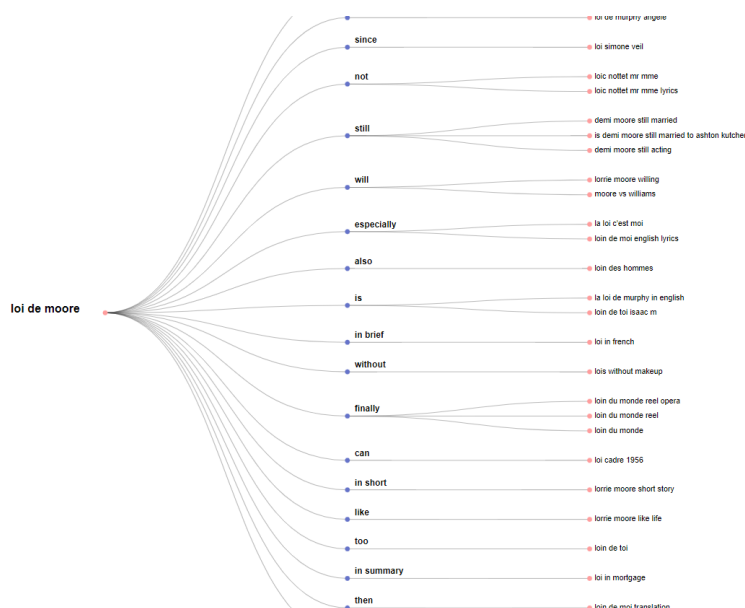 loi de moore
loi de murphy angele
since
loi simone veil
not
loic nottet mr mme
loic nottet mr mme lyrics
still
demi moore still married
is demi moore still married to ashton kutcher
demi moore still acting
will
lorrie moore willing
moore vs williams
especially
la loi c'est moi
loin de moi english lyrics
also
loin des hommes
is
la loi de murphy in english
loin de toi isaac m
in brief
loi in french
without
lois without makeup
finally
loin du monde reel opera
loin du monde reel
loin du monde
can
loi cadre 1956
in short
lorrie moore short story
like
lorrie moore like life
too
loin de toi
in summary
loi in mortgage
then
loin de moi translation